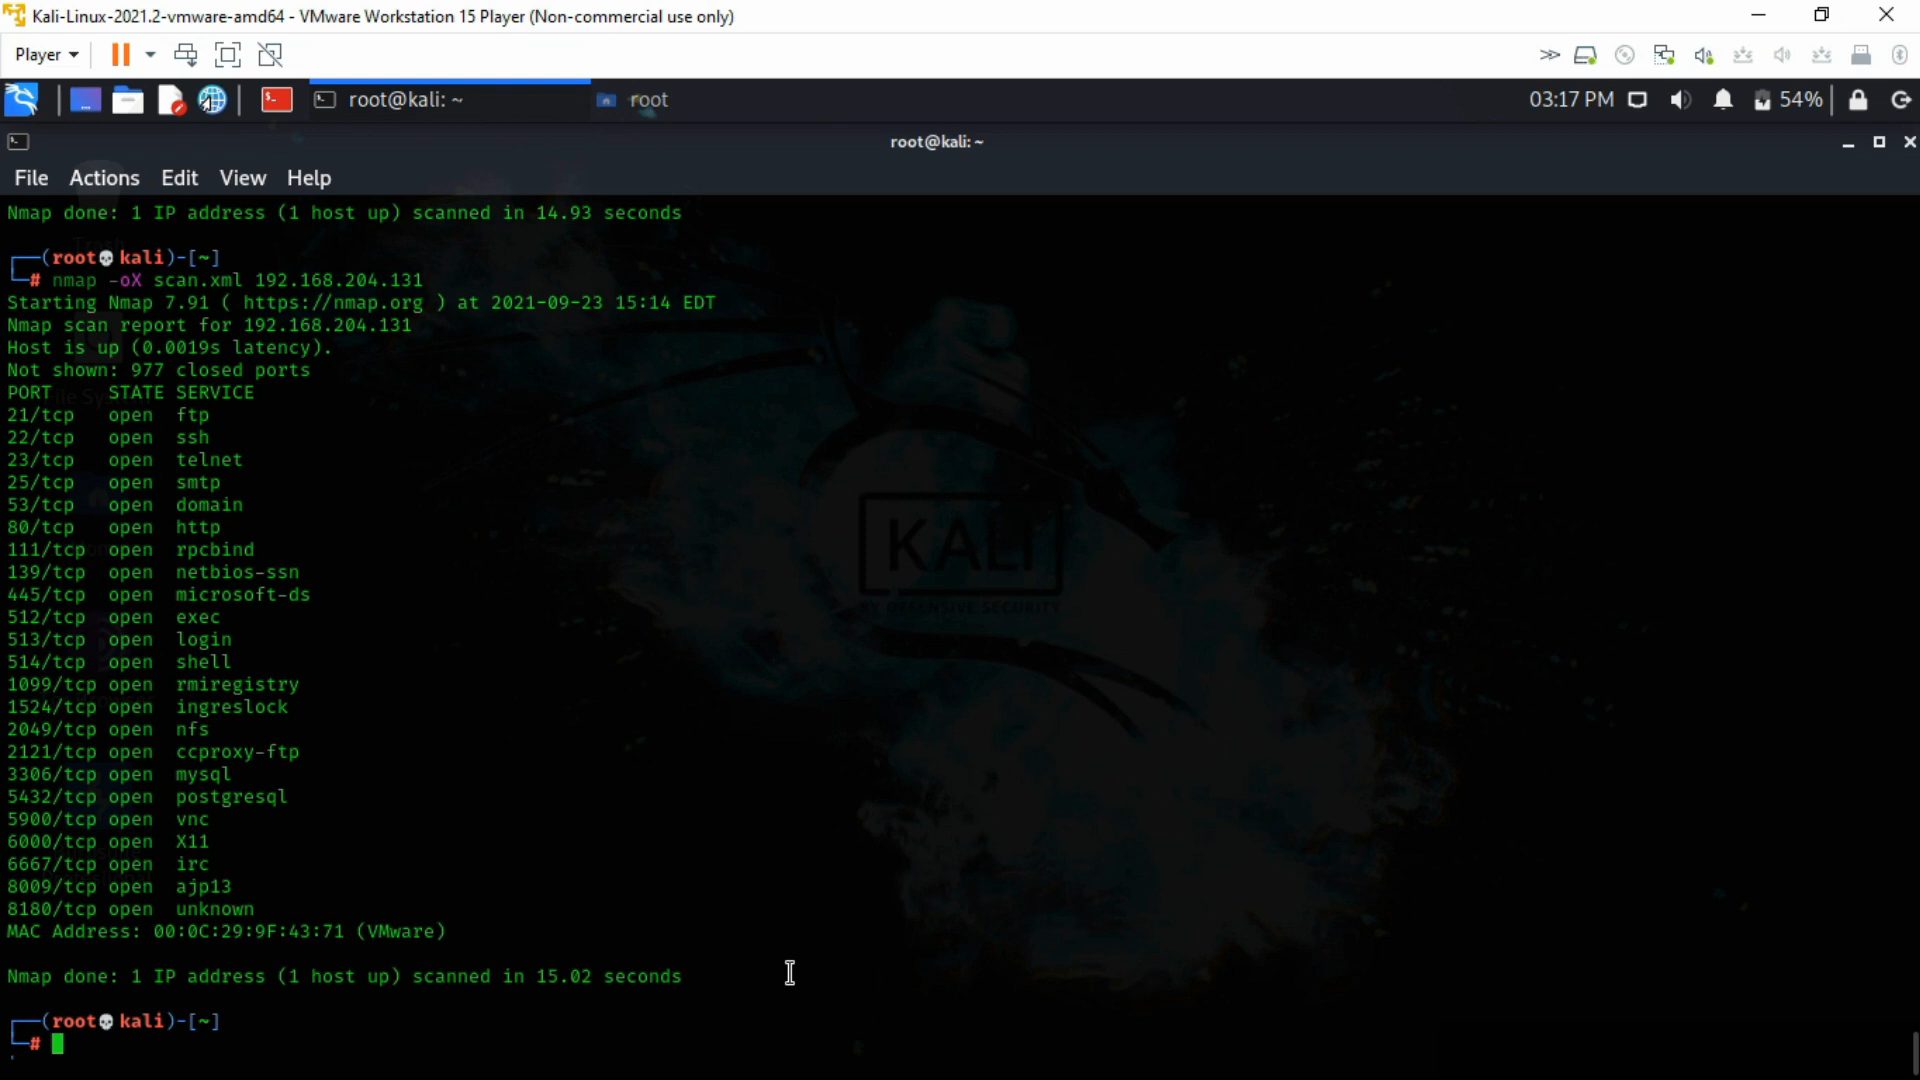 Kali-Linux-2021.2-vmware-amd64 - VMware Workstation 15 Player (Non-commercial use only)
Player
root@kali: ~
root
03:17 PM
54%
root@kali: ~
File Actions Edit View Help
Nmap done: 1 IP address (1 host up) scanned in 14.93 seconds
┌──(root💀kali)-[~]
└─# nmap -oX scan.xml 192.168.204.131
Starting Nmap 7.91 ( https://nmap.org ) at 2021-09-23 15:14 EDT
Nmap scan report for 192.168.204.131
Host is up (0.0019s latency).
Not shown: 977 closed ports
PORT     STATE SERVICE
21/tcp   open  ftp
22/tcp   open  ssh
23/tcp   open  telnet
25/tcp   open  smtp
53/tcp   open  domain
80/tcp   open  http
111/tcp  open  rpcbind
139/tcp  open  netbios-ssn
445/tcp  open  microsoft-ds
512/tcp  open  exec
513/tcp  open  login
514/tcp  open  shell
1099/tcp open  rmiregistry
1524/tcp open  ingreslock
2049/tcp open  nfs
2121/tcp open  ccproxy-ftp
3306/tcp open  mysql
5432/tcp open  postgresql
5900/tcp open  vnc
6000/tcp open  X11
6667/tcp open  irc
8009/tcp open  ajp13
8180/tcp open  unknown
MAC Address: 00:0C:29:9F:43:71 (VMware)
Nmap done: 1 IP address (1 host up) scanned in 15.02 seconds
┌──(root💀kali)-[~]
└─#
KALI
BY OFFENSIVE SECURITY